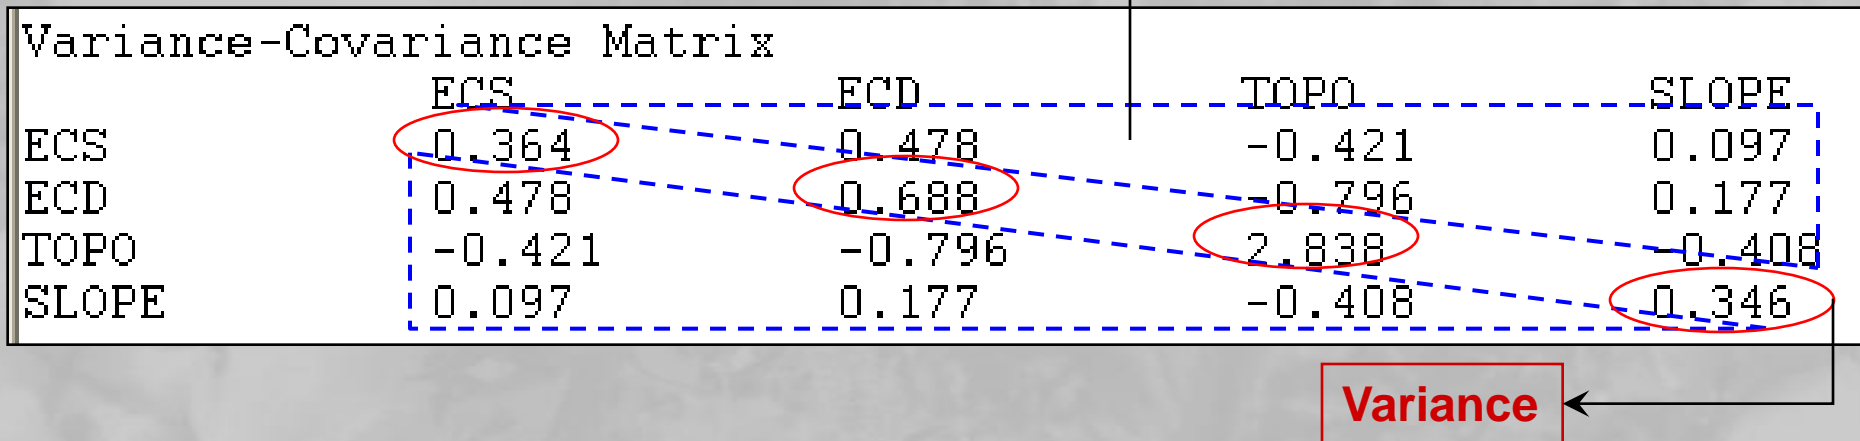 Variance-Covariance Matrix
ECS ECD TOPO SLOPE
ECS 0.364 0.478 -0.421 0.097
ECD 0.478 0.688 -0.796 0.177
TOPO -0.421 -0.796 2.838 -0.408
SLOPE 0.097 0.177 -0.408 0.346
Variance